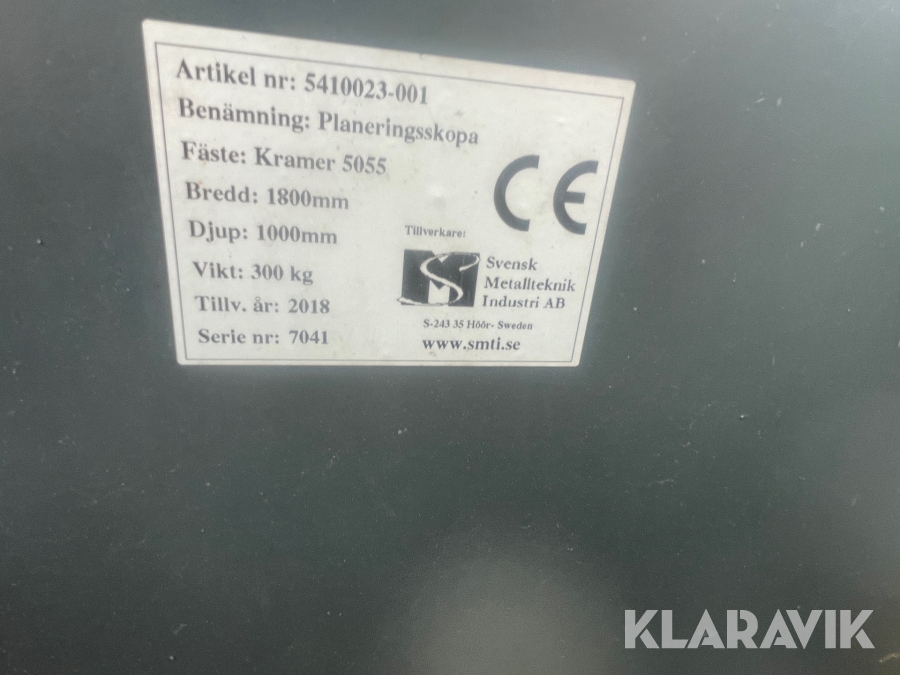 Artikel nr: 5410023-001
Benämning: Planeringsskopa
Fäste: Kramer 5055
Bredd: 1800mm
Djup: 1000mm
Vikt: 300 kg
Tillv. år: 2018
Serie nr: 7041
CE
Tillverkare:
Svensk
Metallteknik
Industri AB
S-243 35 Höör- Sweden
www.smti.se
KLARAVIK